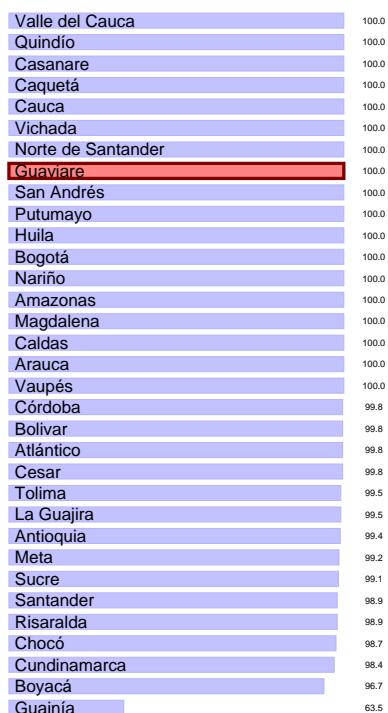 Valle del Cauca 100.0
Quindío 100.0
Casanare 100.0
Caquetá 100.0
Cauca 100.0
Vichada 100.0
Norte de Santander 100.0
Guaviare 100.0
San Andrés 100.0
Putumayo 100.0
Huila 100.0
Bogotá 100.0
Nariño 100.0
Amazonas 100.0
Magdalena 100.0
Caldas 100.0
Arauca 100.0
Vaupés 100.0
Córdoba 99.8
Bolivar 99.8
Atlántico 99.8
Cesar 99.8
Tolima 99.5
La Guajira 99.5
Antioquia 99.4
Meta 99.2
Sucre 99.1
Santander 98.9
Risaralda 98.9
Chocó 98.7
Cundinamarca 98.4
Boyacá 96.7
Guainía 63.5